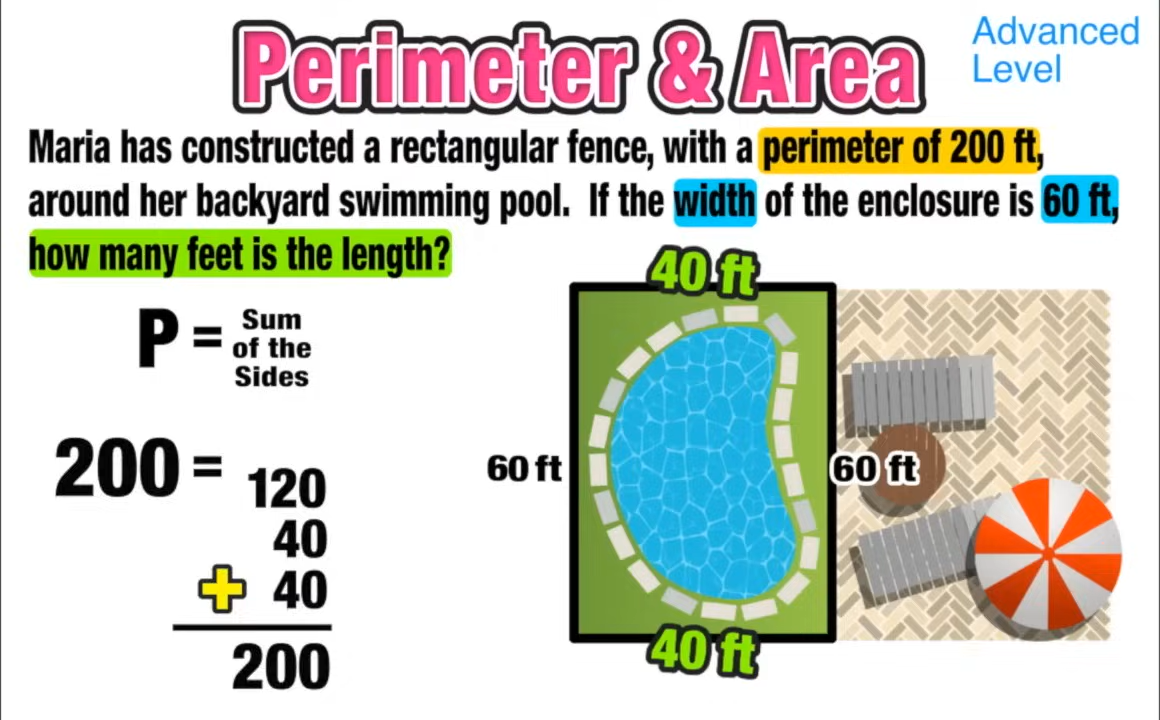 Perimeter & Area
Advanced
Level
Maria has constructed a rectangular fence, with a perimeter of 200 ft,
around her backyard swimming pool. If the width of the enclosure is 60 ft,
how many feet is the length?
P = Sum
of the
Sides
200 = 120
40
+ 40
200
40 ft
60 ft
60 ft
40 ft